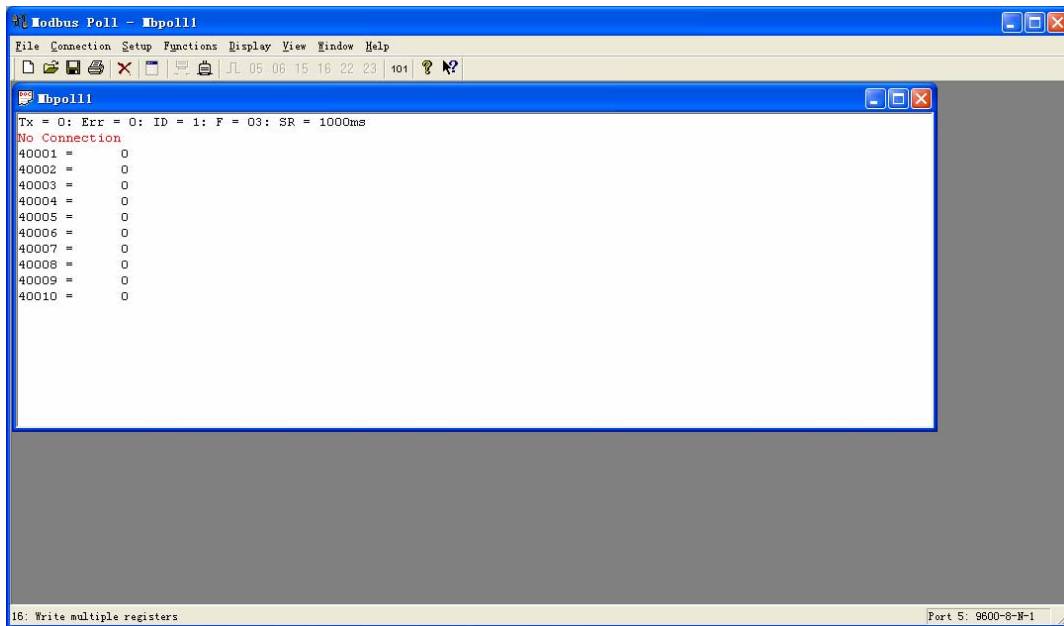 Modbus Poll - Mbpoll1
File Connection Setup Functions Display View Window Help
05 06 15 16 22 23 101
Mbpoll1
Tx = 0: Err = 0: ID = 1: F = 03: SR = 1000ms
No Connection
40001 = 0
40002 = 0
40003 = 0
40004 = 0
40005 = 0
40006 = 0
40007 = 0
40008 = 0
40009 = 0
40010 = 0
16: Write multiple registers
Port 5: 9600-8-N-1